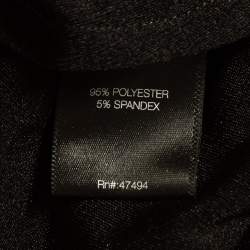 95% POLYESTER
5% SPANDEX
Rn#:47494